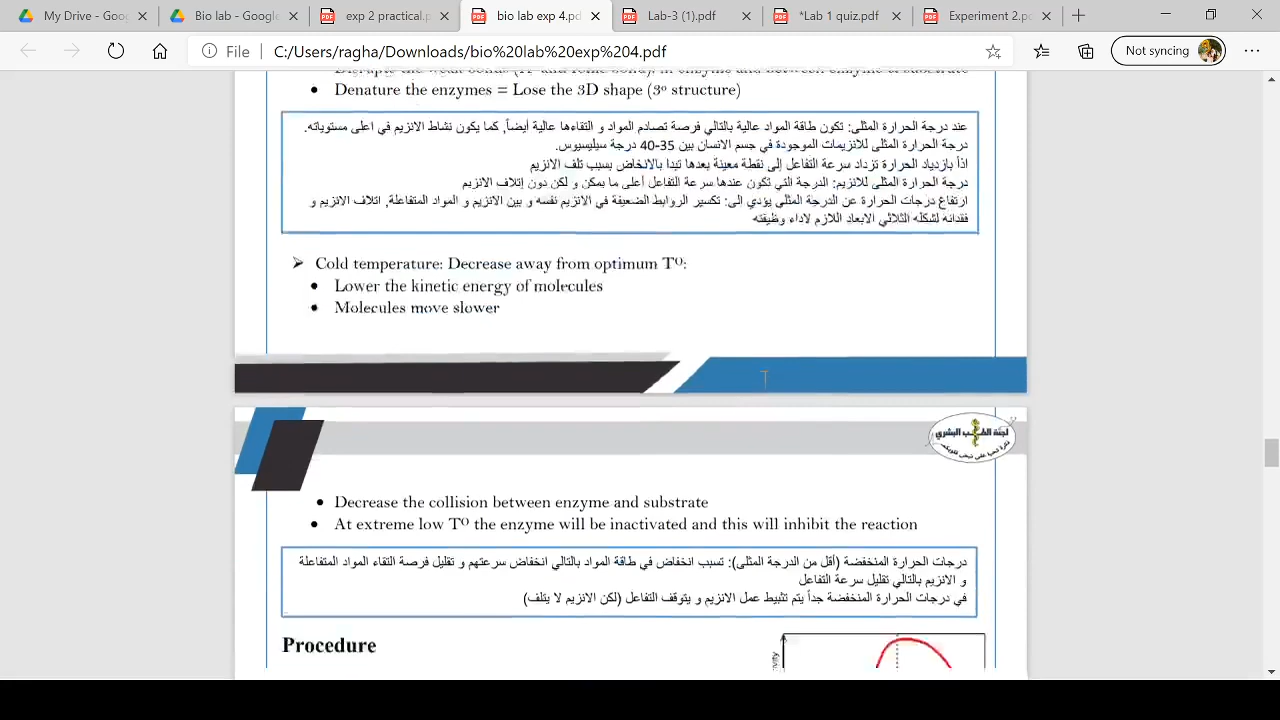 My Drive - Goo
Bio lab - Google
exp 2 practical.p
bio lab exp 4.pd
Lab-3 (1).pdf
*Lab 1 quiz.pdf
Experiment 2.pd
File
C:/Users/ragha/Downloads/bio%20lab%20exp%204.pdf
Not syncing
• Denature the enzymes = Lose the 3D shape (3º structure)
عند درجة الحرارة المثلى: تكون طاقة المواد عالية بالتالي فرصة تصادم المواد و التقاءها عالية أيضاً, كما يكون نشاط الانزيم في اعلى مستوياته.
درجة الحرارة المثلى للانزيمات الموجودة في جسم الانسان بين 35-40 درجة سيليسيوس.
اذاً بازدياد الحرارة تزداد سرعة التفاعل إلى نقطة معينة بعدها تبدا بالانخاض بسبب تلف الانزيم
درجة الحرارة المثلى للانزيم: الدرجة التي تكون عندها سرعة التفاعل أعلى ما بمكن و لكن دون إتلاف الانزيم
ارتفاع درجات الحرارة عن الدرجة المثلى يؤدي الى: تكسير الروابط الضعيفة في الانزيم نفسه و بين الانزيم و المواد المتفاعلة, اتلاف الانزيم و
فقدانه لشكله الثلاثي الابعاد اللازم لاداء وظيفته
➢ Cold temperature: Decrease away from optimum Tº:
• Lower the kinetic energy of molecules
• Molecules move slower
لجنة الطب البشري
• Decrease the collision between enzyme and substrate
• At extreme low Tº the enzyme will be inactivated and this will inhibit the reaction
درجات الحرارة المنخفضة (أقل من الدرجة المثلى): تسبب انخفاض في طاقة المواد بالتالي انخفاض سرعتهم و تقليل فرصة التقاء المواد المتفاعلة
و الانزيم بالتالي تقليل سرعة التفاعل
في درجات الحرارة المنخفضة جداً يتم تثبيط عمل الانزيم و يتوقف التفاعل (لكن الانزيم لا يتلف)
Procedure